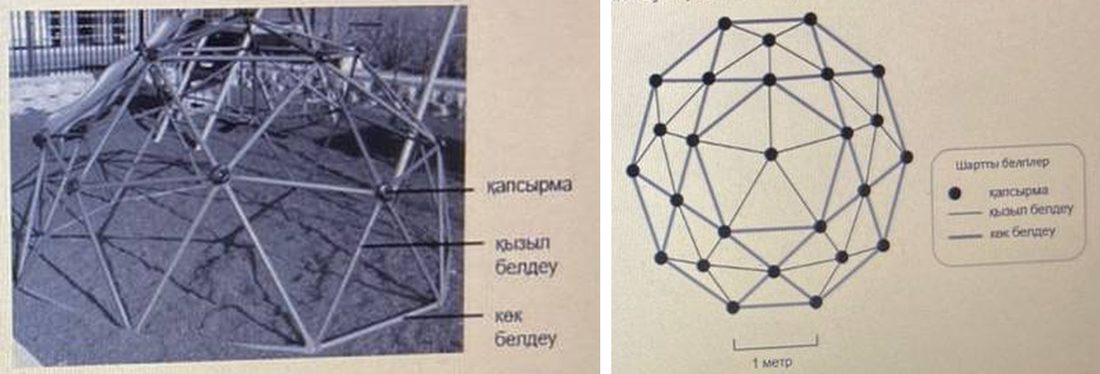 қапсырма
қызыл
белдеу
көк
белдеу
Шартты белгілер
қапсырма
қызыл белдеу
көк белдеу
1 метр